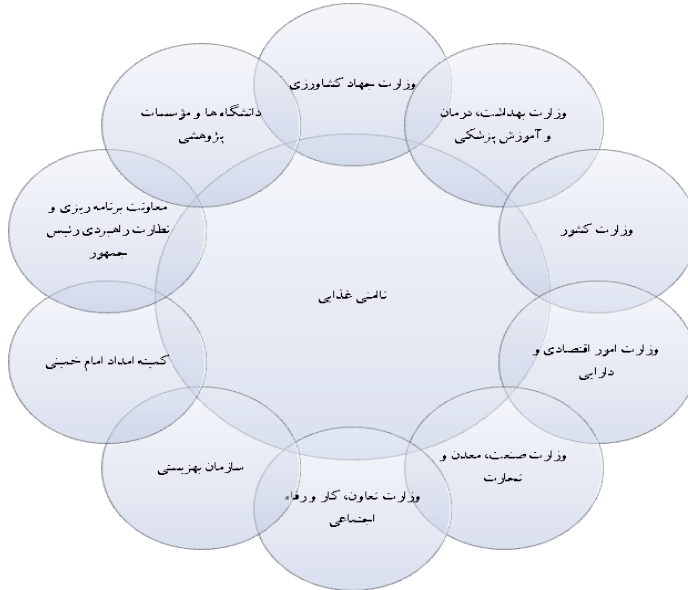 وزارت جهاد کشاورزی
وزارت بهداشت، درمان
و آموزش پزشکی
وزارت کشور
وزارت امور اقتصادی و
دارایی
وزارت صنعت، معدن و
تجارت
وزارت تعاون، کار و رفاه
اجتماعی
سازمان بهزیستی
کمیته امداد امام خمینی
معاونت برنامه ریزی و
نظارت راهبردی رئیس
جمهور
دانشگاه ها و مؤسسات
پژوهشی
ناامنی غذایی